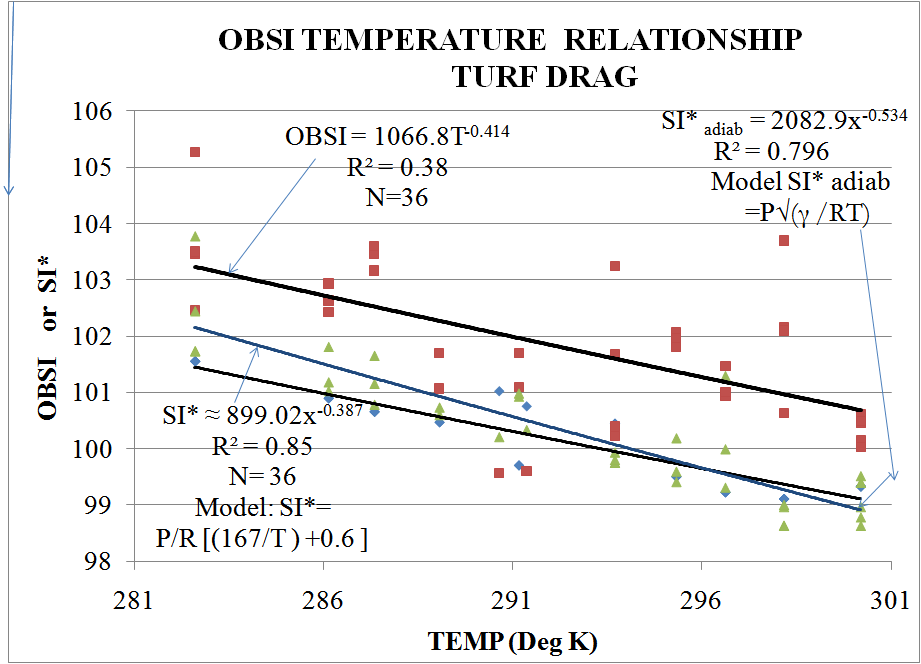 OBSI TEMPERATURE RELATIONSHIP
TURF DRAG
OBSI = 1066.8T-0.414
R² = 0.38
N=36
SI* adiab = 2082.9x-0.534
R² = 0.796
Model SI* adiab
=P√(γ /RT)
SI* ≈ 899.02x-0.387
R² = 0.85
N= 36
Model: SI*=
P/R [(167/T ) +0.6 ]
OBSI or SI*
106
105
104
103
102
101
100
99
98
281
286
291
296
301
TEMP (Deg K)